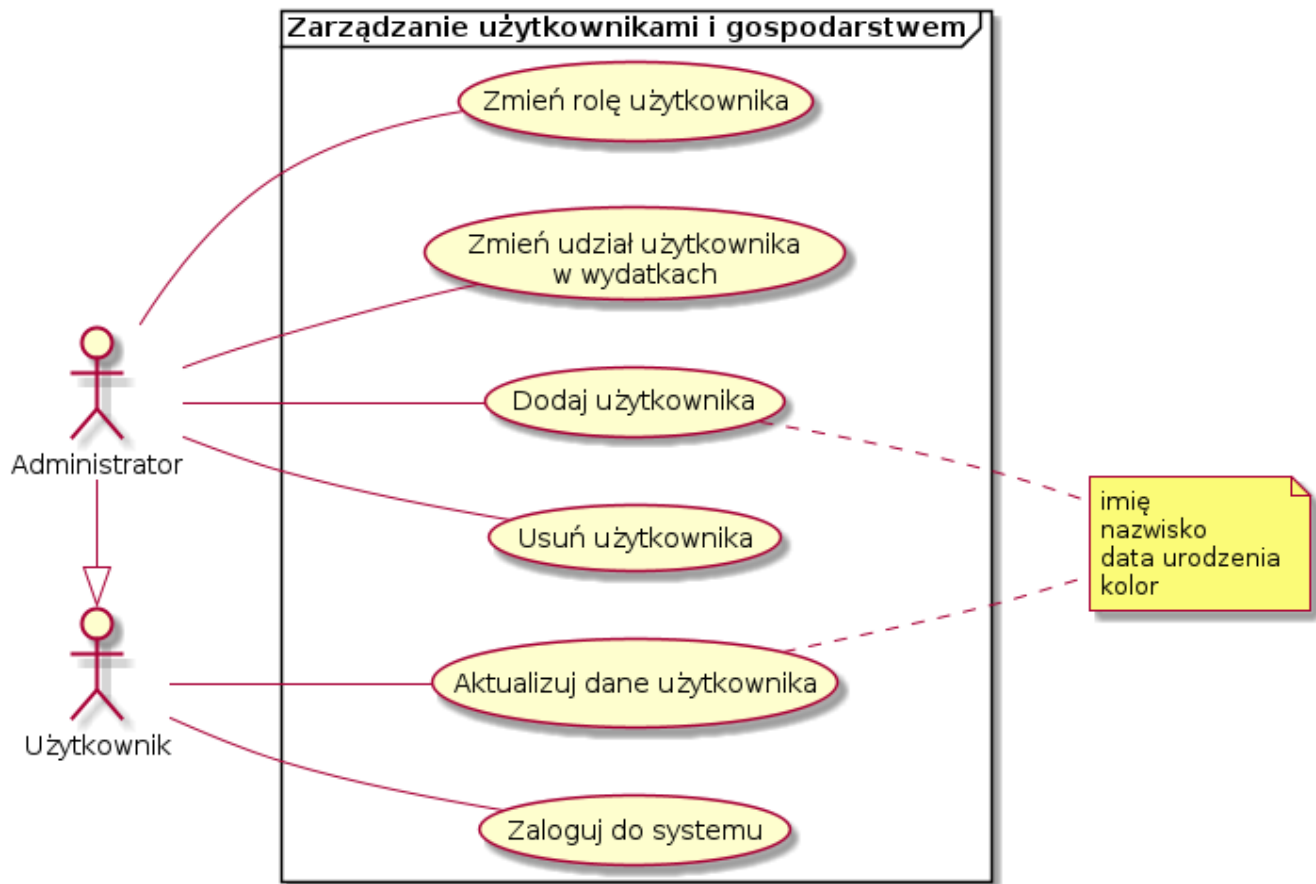 Zarządzanie użytkownikami i gospodarstwem
Zmień rolę użytkownika
Zmień udział użytkownika
w wydatkach
Dodaj użytkownika
Administrator
Usuń użytkownika
imię
nazwisko
data urodzenia
kolor
Aktualizuj dane użytkownika
Użytkownik
Zaloguj do systemu